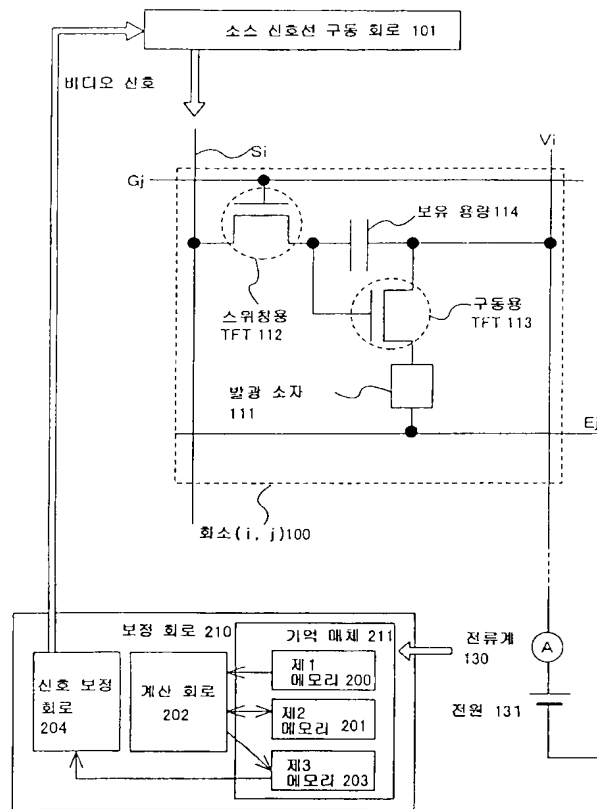 소스 신호선 구동 회로 101
비디오 신호
Si
Vi
Gj
보유 용량114
스위칭용
TFT 112
구동용
TFT 113
발광 소자
111
Ej
화소(i, j)100
보정 회로 210
기억 매체 211
전류계
130
A
신호 보정
회로
204
계산 회로
202
제1
메모리 200
제2
메모리 201
제3
메모리 203
전원 131